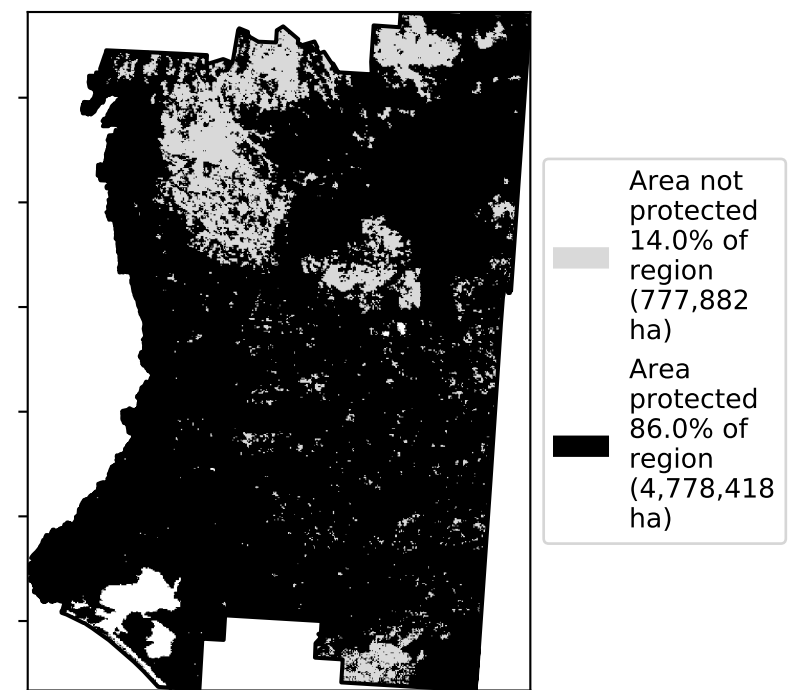 Area not
protected
14.0% of
region
(777,882
ha)
Area
protected
86.0% of
region
(4,778,418
ha)